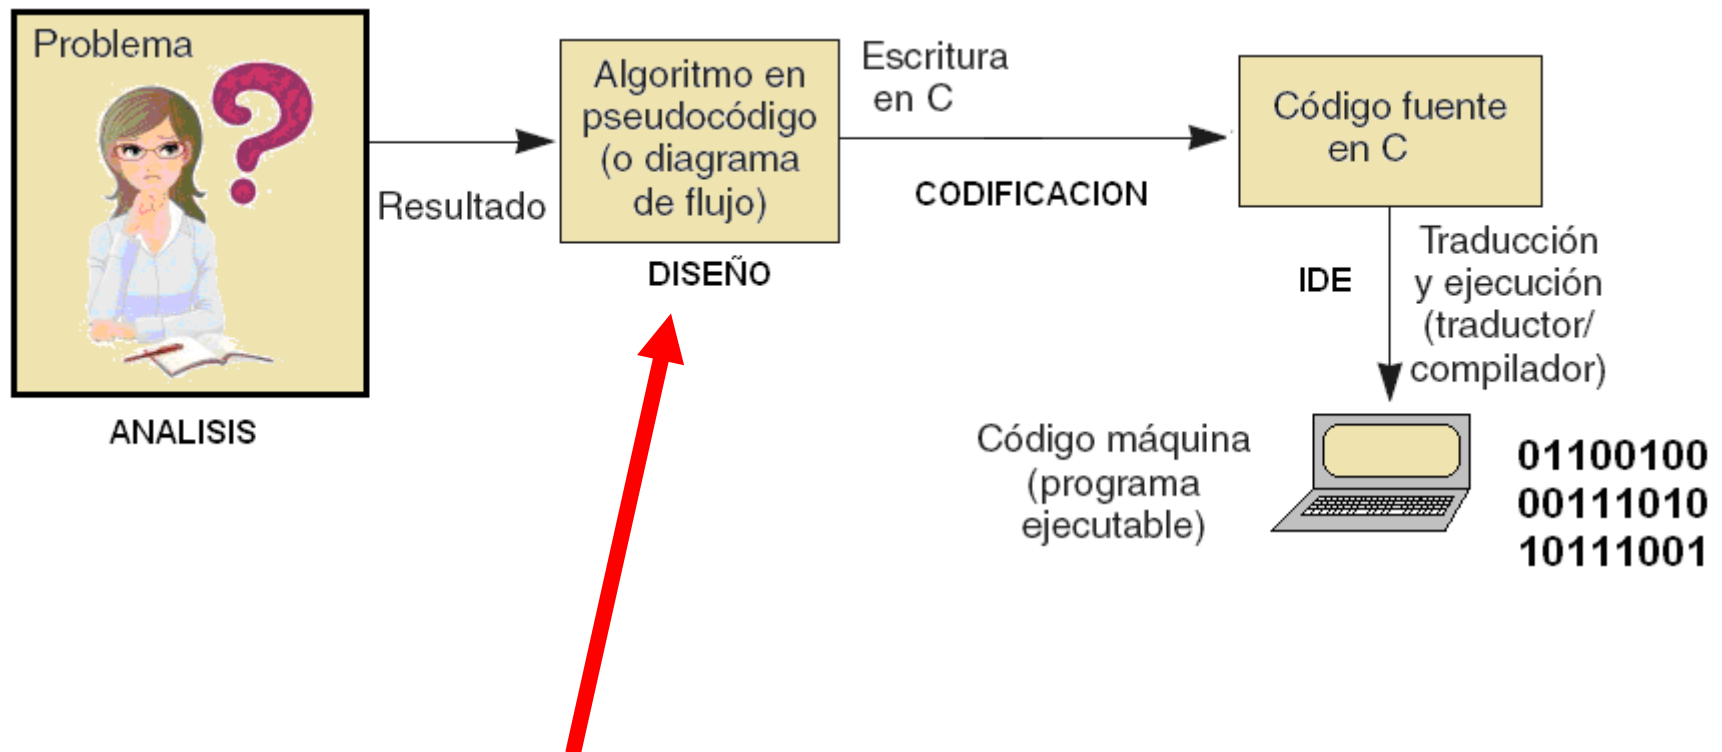 Problema
ANALISIS
Resultado
Algoritmo en
pseudocódigo
(o diagrama
de flujo)
DISEÑO
Escritura
en C
CODIFICACION
Código fuente
en C
IDE
Traducción
y ejecución
(traductor/
compilador)
Código máquina
(programa
ejecutable)
01100100
00111010
10111001